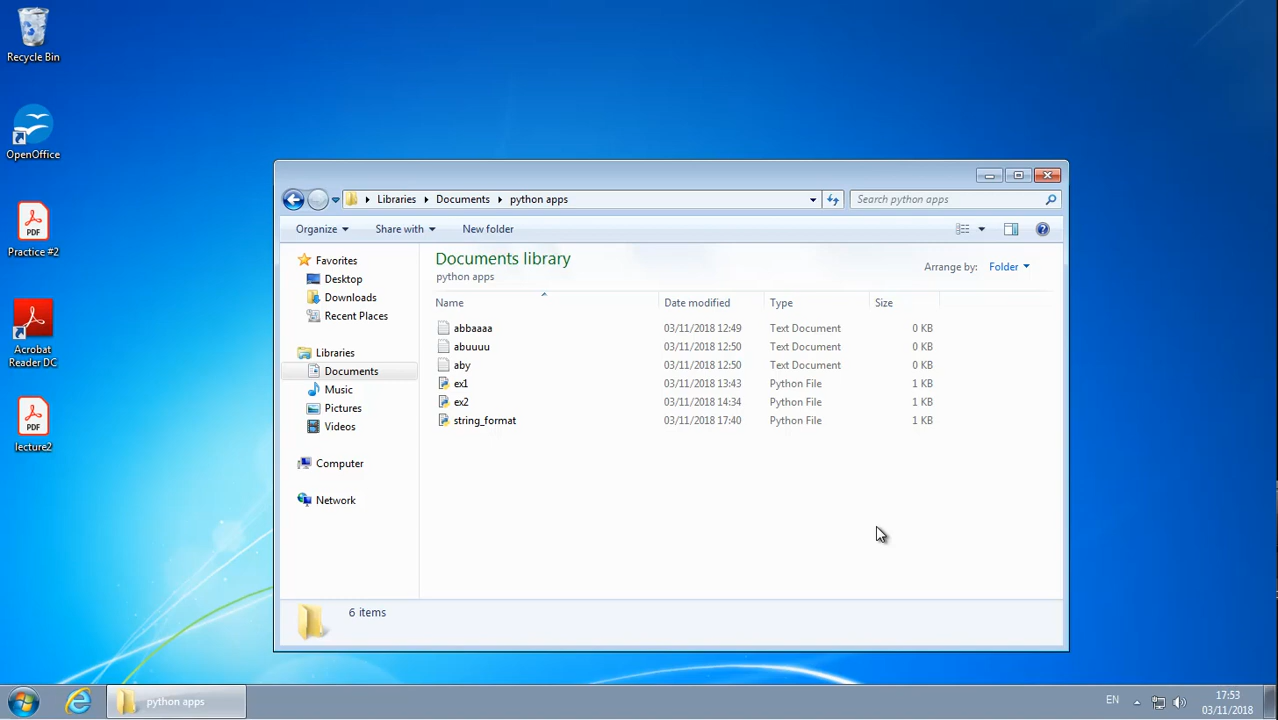 Recycle Bin
OpenOffice
PDF
Practice #2
Acrobat
Reader DC
PDF
lecture2
Libraries
Documents
python apps
Search python apps
Organize
Share with
New folder
Documents library
python apps
Arrange by:
Folder
Favorites
Desktop
Downloads
Recent Places
Libraries
Documents
Music
Pictures
Videos
Computer
Network
Name Date modified Type Size
abbaaaa 03/11/2018 12:49 Text Document 0 KB
abuuuu 03/11/2018 12:50 Text Document 0 KB
aby 03/11/2018 12:50 Text Document 0 KB
ex1 03/11/2018 13:43 Python File 1 KB
ex2 03/11/2018 14:34 Python File 1 KB
string_format 03/11/2018 17:40 Python File 1 KB
6 items
python apps
EN
17:53
03/11/2018